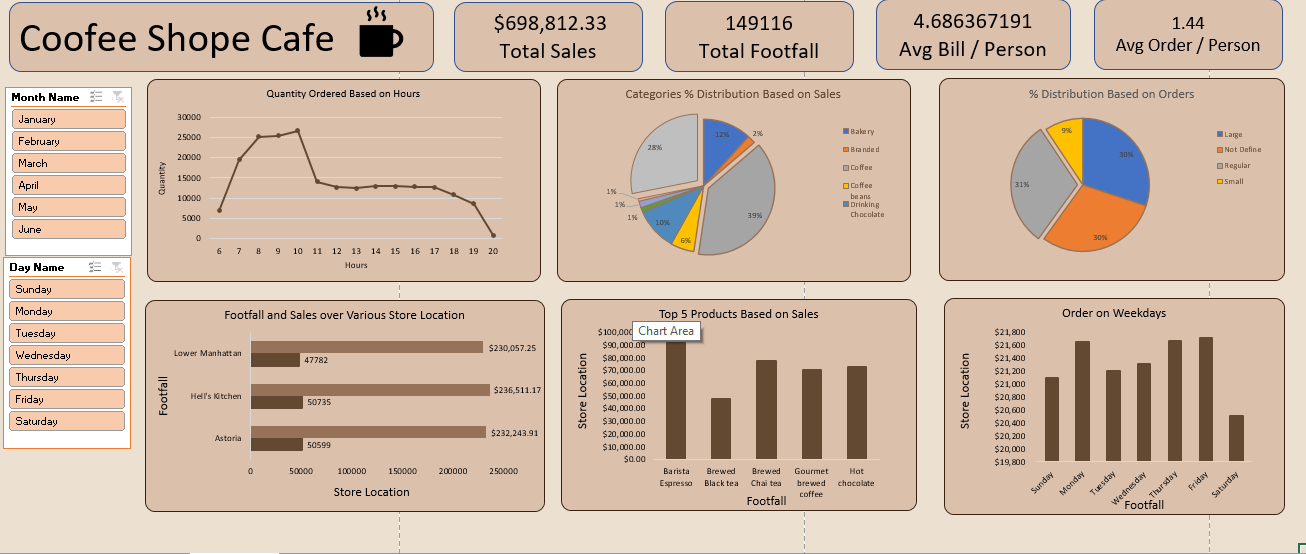 Coofee Shope Cafe
$698,812.33
Total Sales
149116
Total Footfall
4.686367191
Avg Bill / Person
1.44
Avg Order / Person
Month Name
January
February
March
April
May
June
Day Name
Sunday
Monday
Tuesday
Wednesday
Thursday
Friday
Saturday
Quantity Ordered Based on Hours
Quantity
30000
25000
20000
15000
10000
5000
0
6 7 8 9 10 11 12 13 14 15 16 17 18 19 20
Hours
Categories % Distribution Based on Sales
12%
2%
39%
6%
10%
1%
1%
1%
28%
Bakery
Branded
Coffee
Coffee
beans
Drinking
Chocolate
% Distribution Based on Orders
30%
30%
31%
9%
Large
Not Define
Regular
Small
Footfall and Sales over Various Store Location
Footfall
Lower Manhattan
$230,057.25
47782
Hell's Kitchen
$236,511.17
50735
Astoria
$232,243.91
50599
0 50000 100000 150000 200000 250000
Store Location
Top 5 Products Based on Sales
Chart Area
Store Location
$100,000
$90,000.00
$80,000.00
$70,000.00
$60,000.00
$50,000.00
$40,000.00
$30,000.00
$20,000.00
$10,000.00
$0.00
Barista
Espresso
Brewed
Black tea
Brewed
Chai tea
Gourmet
brewed
coffee
Hot
chocolate
Footfall
Order on Weekdays
Store Location
$21,800
$21,600
$21,400
$21,200
$21,000
$20,800
$20,600
$20,400
$20,200
$20,000
$19,800
Sunday
Monday
Tuesday
Wednesday
Thursday
Friday
Saturday
Footfall